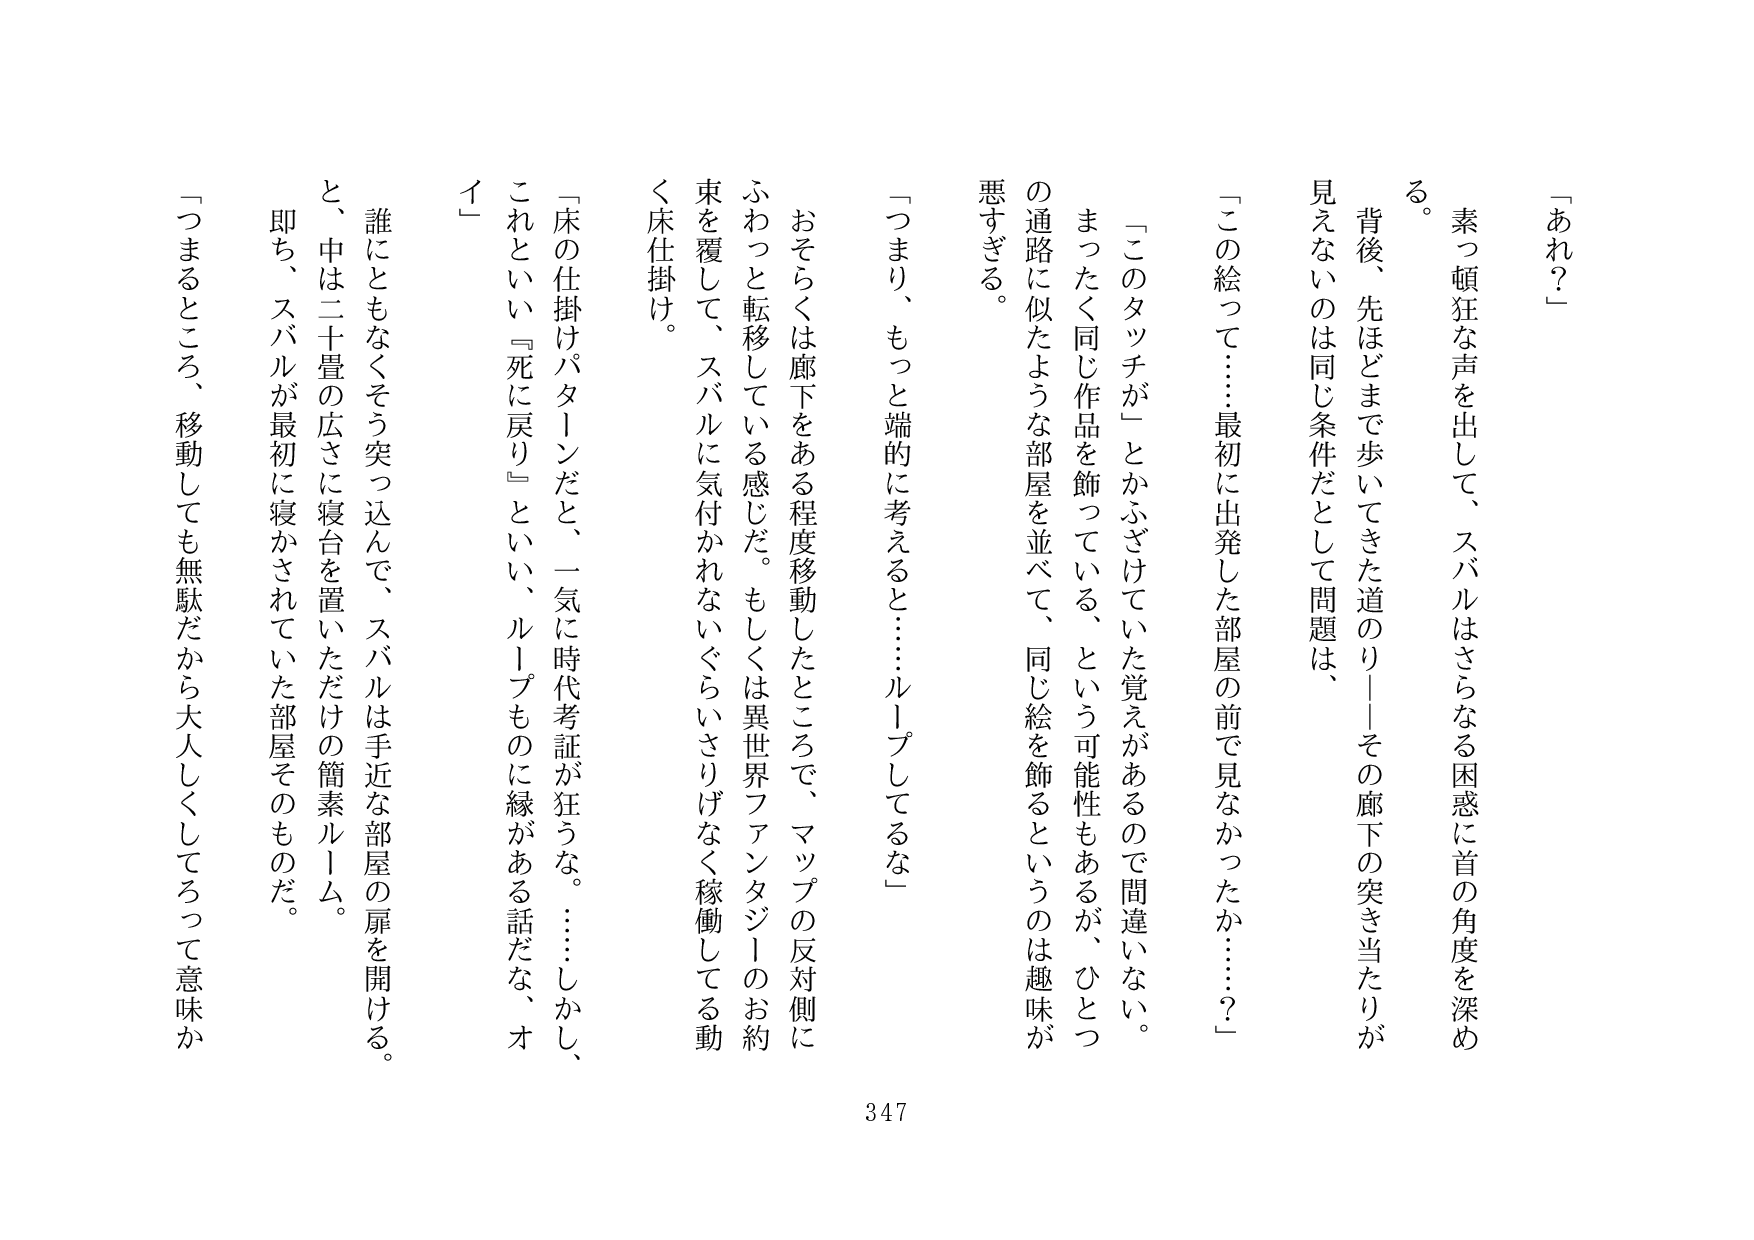 「あれ？」
　素っ頓狂な声を出して、スバルはさらなる困惑に首の角度を深め
る。
　背後、先ほどまで歩いてきた道のり――その廊下の突き当たりが
見えないのは同じ条件だとして問題は、
「この絵って……最初に出発した部屋の前で見なかったか……？」
　「このタッチが」とかふざけていた覚えがあるので間違いない。
　まったく同じ作品を飾っている、という可能性もあるが、ひとつ
の通路に似たような部屋を並べて、同じ絵を飾るというのは趣味が
悪すぎる。
「つまり、もっと端的に考えると……ループしてるな」
　おそらくは廊下をある程度移動したところで、マップの反対側に
ふわっと転移している感じだ。もしくは異世界ファンタジーのお約
束を覆して、スバルに気付かれないぐらいさりげなく稼働してる動
く床仕掛け。
「床の仕掛けパターンだと、一気に時代考証が狂うな。……しかし、
これといい『死に戻り』といい、ループものに縁がある話だな、オ
イ」
　誰にともなくそう突っ込んで、スバルは手近な部屋の扉を開ける。
と、中は二十畳の広さに寝台を置いただけの簡素ルーム。
　即ち、スバルが最初に寝かされていた部屋そのものだ。
「つまるところ、移動しても無駄だから大人しくしてろって意味か
347